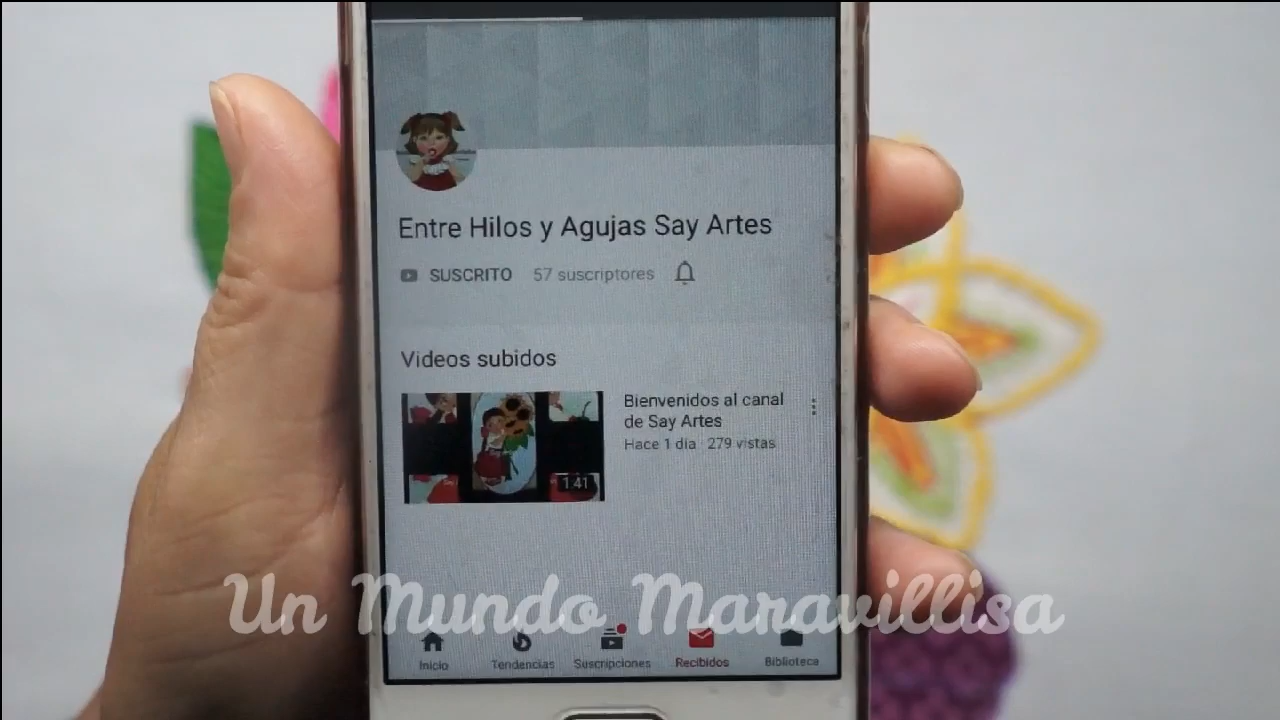 Entre Hilos y Agujas Say Artes
SUSCRITO 57 suscriptores
Videos subidos
Bienvenidos al canal
de Say Artes
Hace 1 día 279 vistas
1:41
Un Mundo Maravillisa
Inicio Tendencias Suscripciones Recibidos Biblioteca